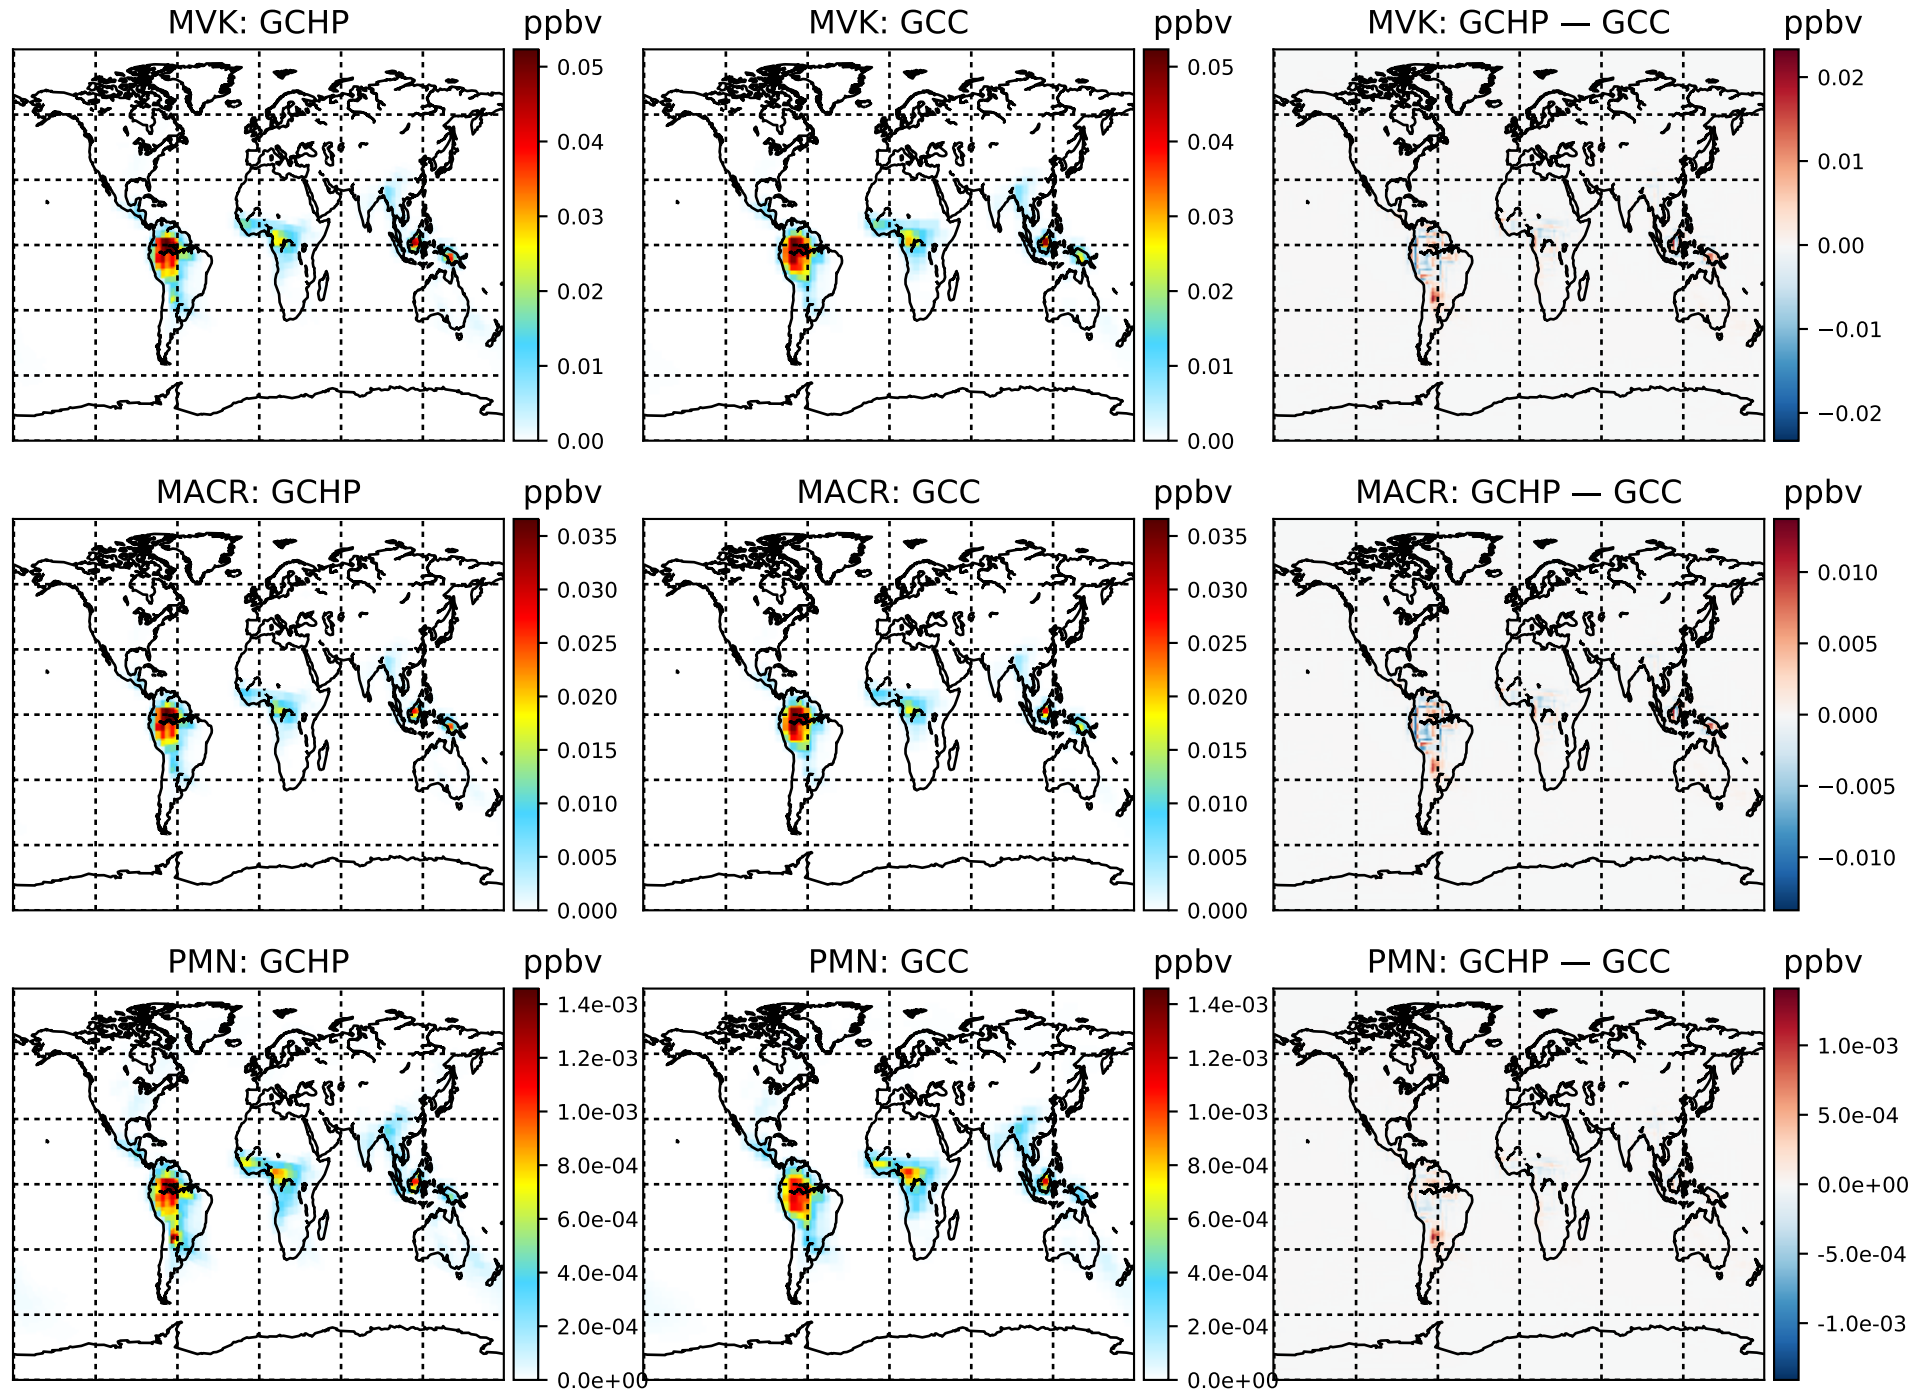 MVK: GCHP ppbv MVK: GCC ppbv MVK: GCHP — GCC ppbv
0.05 0.05 0.02
0.04 0.04 0.01
0.03 0.03 0.00
0.02 0.02 −0.01
0.01 0.01 −0.02
0.00 0.00
MACR: GCHP ppbv MACR: GCC ppbv MACR: GCHP — GCC ppbv
0.035 0.035 0.010
0.030 0.030 0.005
0.025 0.025 0.000
0.020 0.020 −0.005
0.015 0.015 −0.010
0.010 0.010
0.005 0.005
0.000 0.000
PMN: GCHP ppbv PMN: GCC ppbv PMN: GCHP — GCC ppbv
1.4e-03 1.4e-03 1.0e-03
1.2e-03 1.2e-03 5.0e-04
1.0e-03 1.0e-03 0.0e+00
8.0e-04 8.0e-04 -5.0e-04
6.0e-04 6.0e-04 -1.0e-03
4.0e-04 4.0e-04
2.0e-04 2.0e-04
0.0e+00 0.0e+00